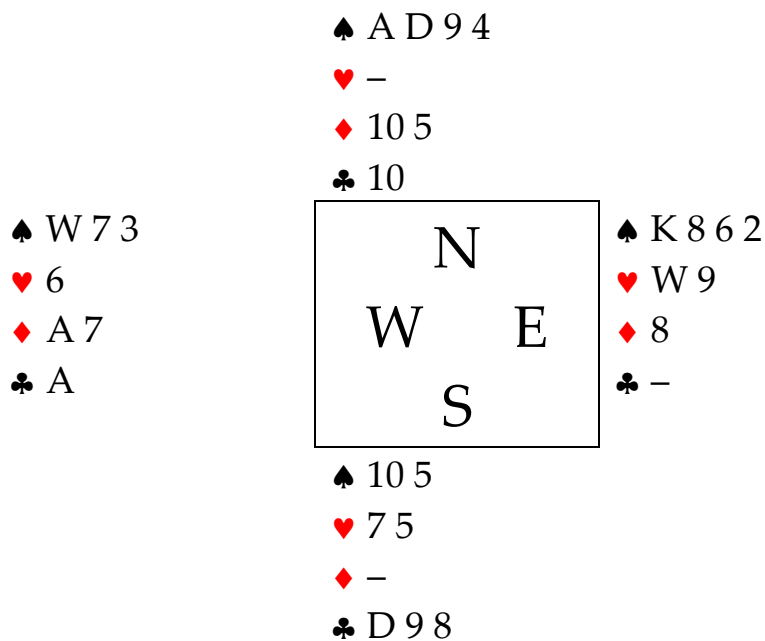 ♠ A D 9 4
♥ –
♦ 10 5
♣ 10
♠ W 7 3
♥ 6
♦ A 7
♣ A
N
W E
S
♠ K 8 6 2
♥ W 9
♦ 8
♣ –
♠ 10 5
♥ 7 5
♦ –
♣ D 9 8